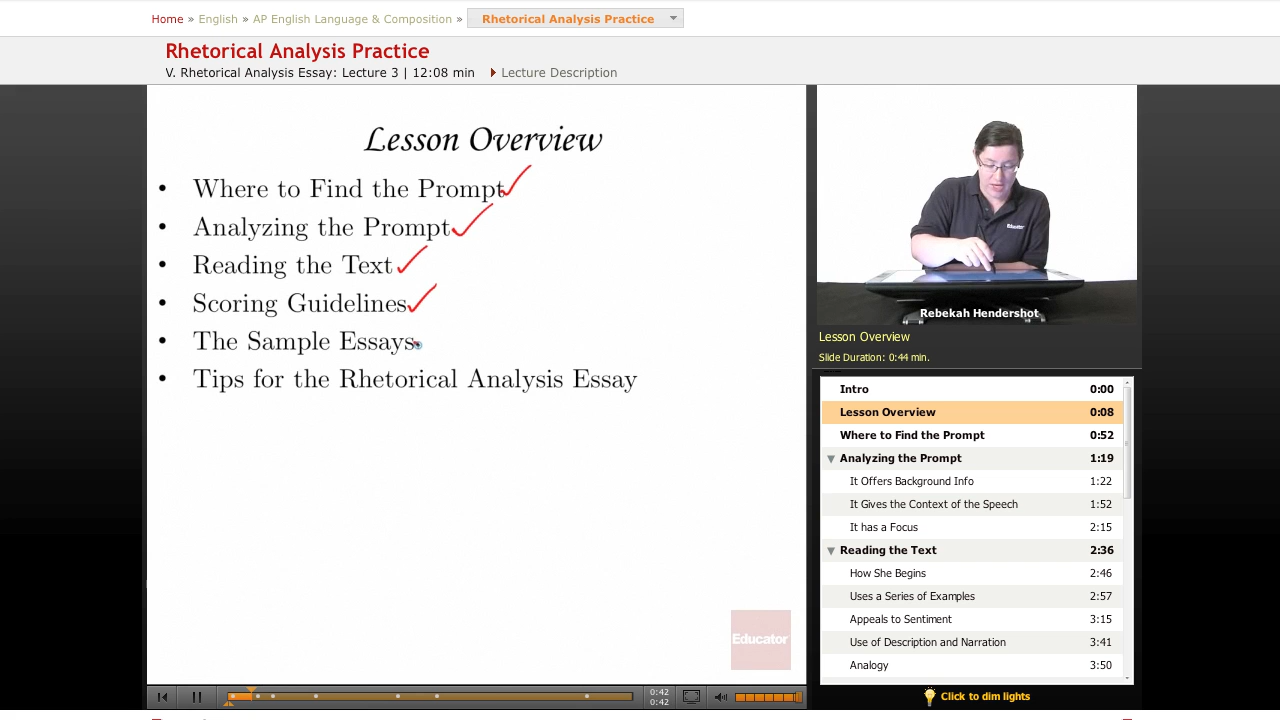 Home » English » AP English Language & Composition » Rhetorical Analysis Practice
Rhetorical Analysis Practice
V. Rhetorical Analysis Essay: Lecture 3 | 12:08 min Lecture Description
Lesson Overview
• Where to Find the Prompt
• Analyzing the Prompt
• Reading the Text
• Scoring Guidelines
• The Sample Essays
• Tips for the Rhetorical Analysis Essay
Educator
0:42
0:42
Educator
Rebekah Hendershot
Lesson Overview
Slide Duration: 0:44 min.
Intro 0:00
Lesson Overview 0:08
Where to Find the Prompt 0:52
Analyzing the Prompt 1:19
It Offers Background Info 1:22
It Gives the Context of the Speech 1:52
It has a Focus 2:15
Reading the Text 2:36
How She Begins 2:46
Uses a Series of Examples 2:57
Appeals to Sentiment 3:15
Use of Description and Narration 3:41
Analogy 3:50
Click to dim lights